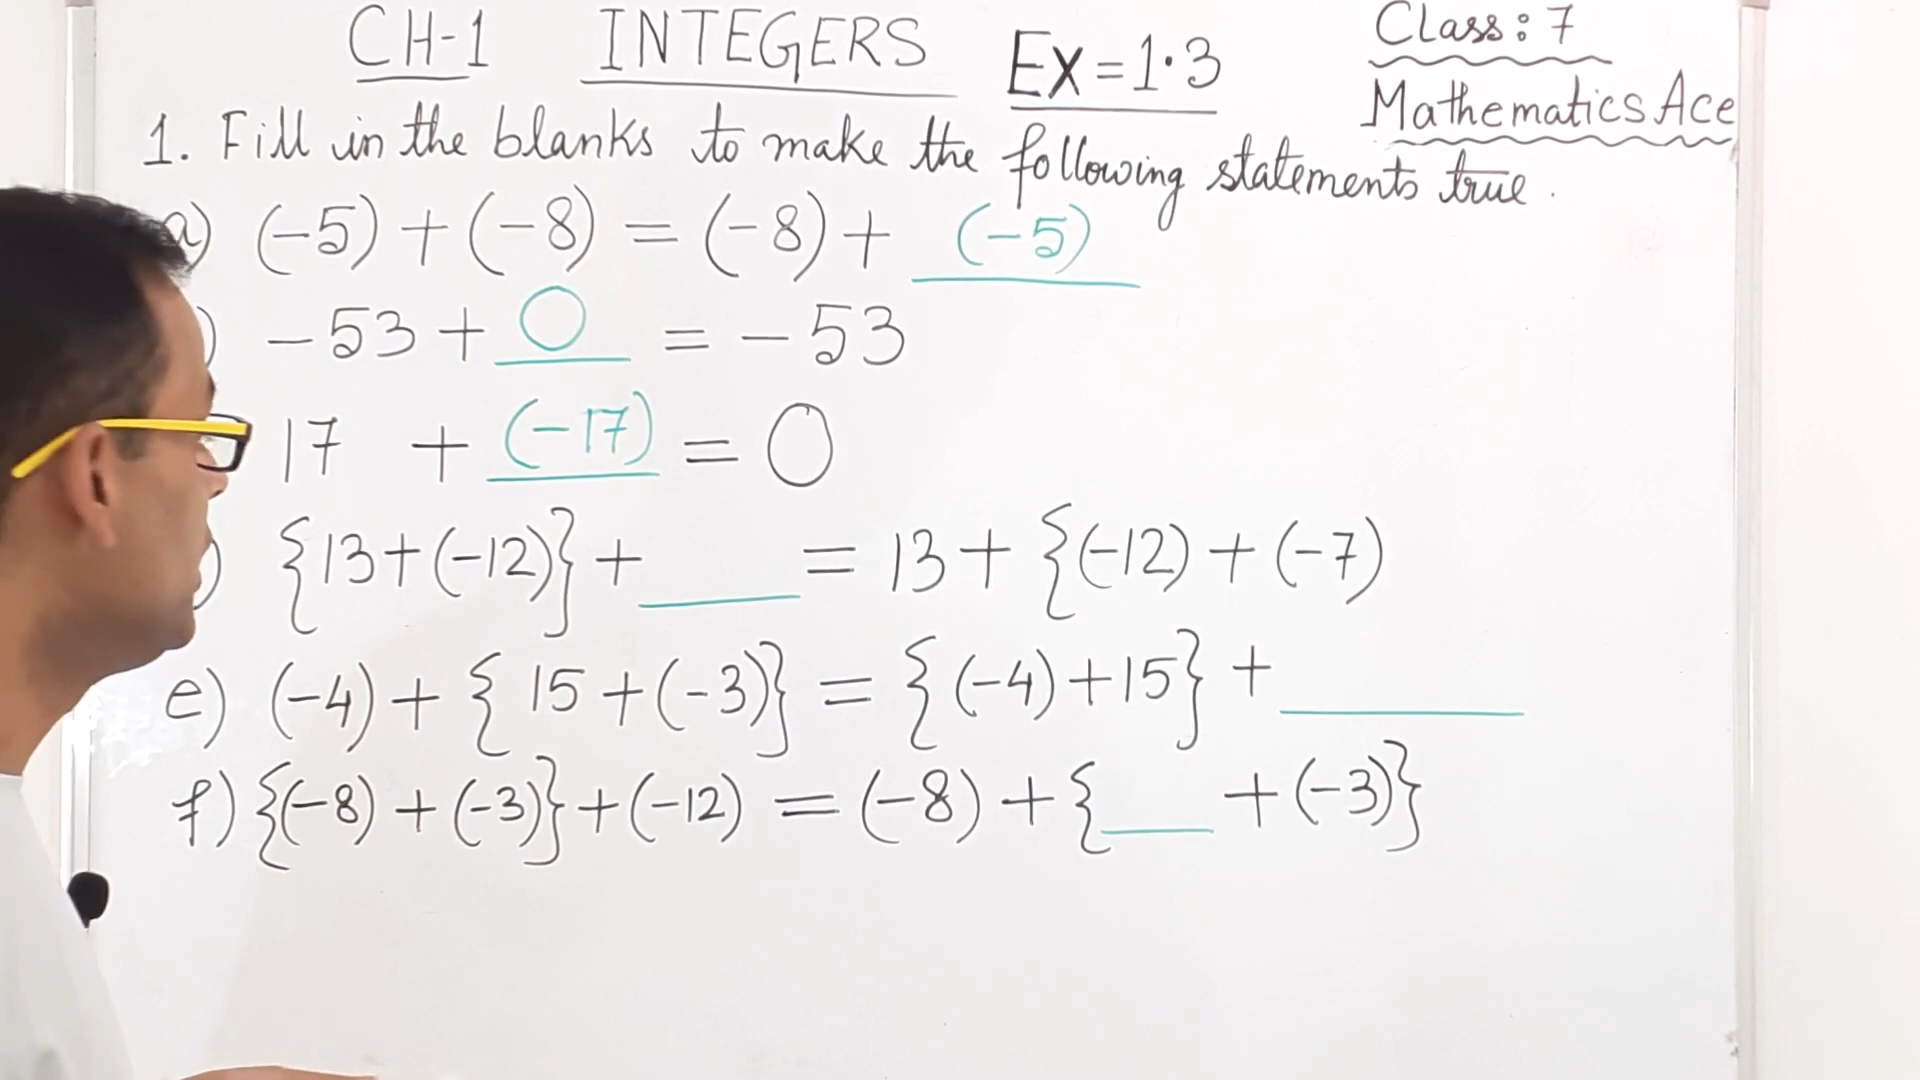 CH-1 INTEGERS Ex=1·3
Class: 7
Mathematics Ace
1. Fill in the blanks to make the following statements true.
a) (-5) + (-8) = (-8) + (-5)
) -53 + 0 = -53
17 + (-17) = 0
) {13+(-12)} + ____ = 13 + {(-12) + (-7)
e) (-4) + { 15 + (-3)} = {(-4)+15} + ____
f) {(-8) + (-3)} + (-12) = (-8) + {____ + (-3)}